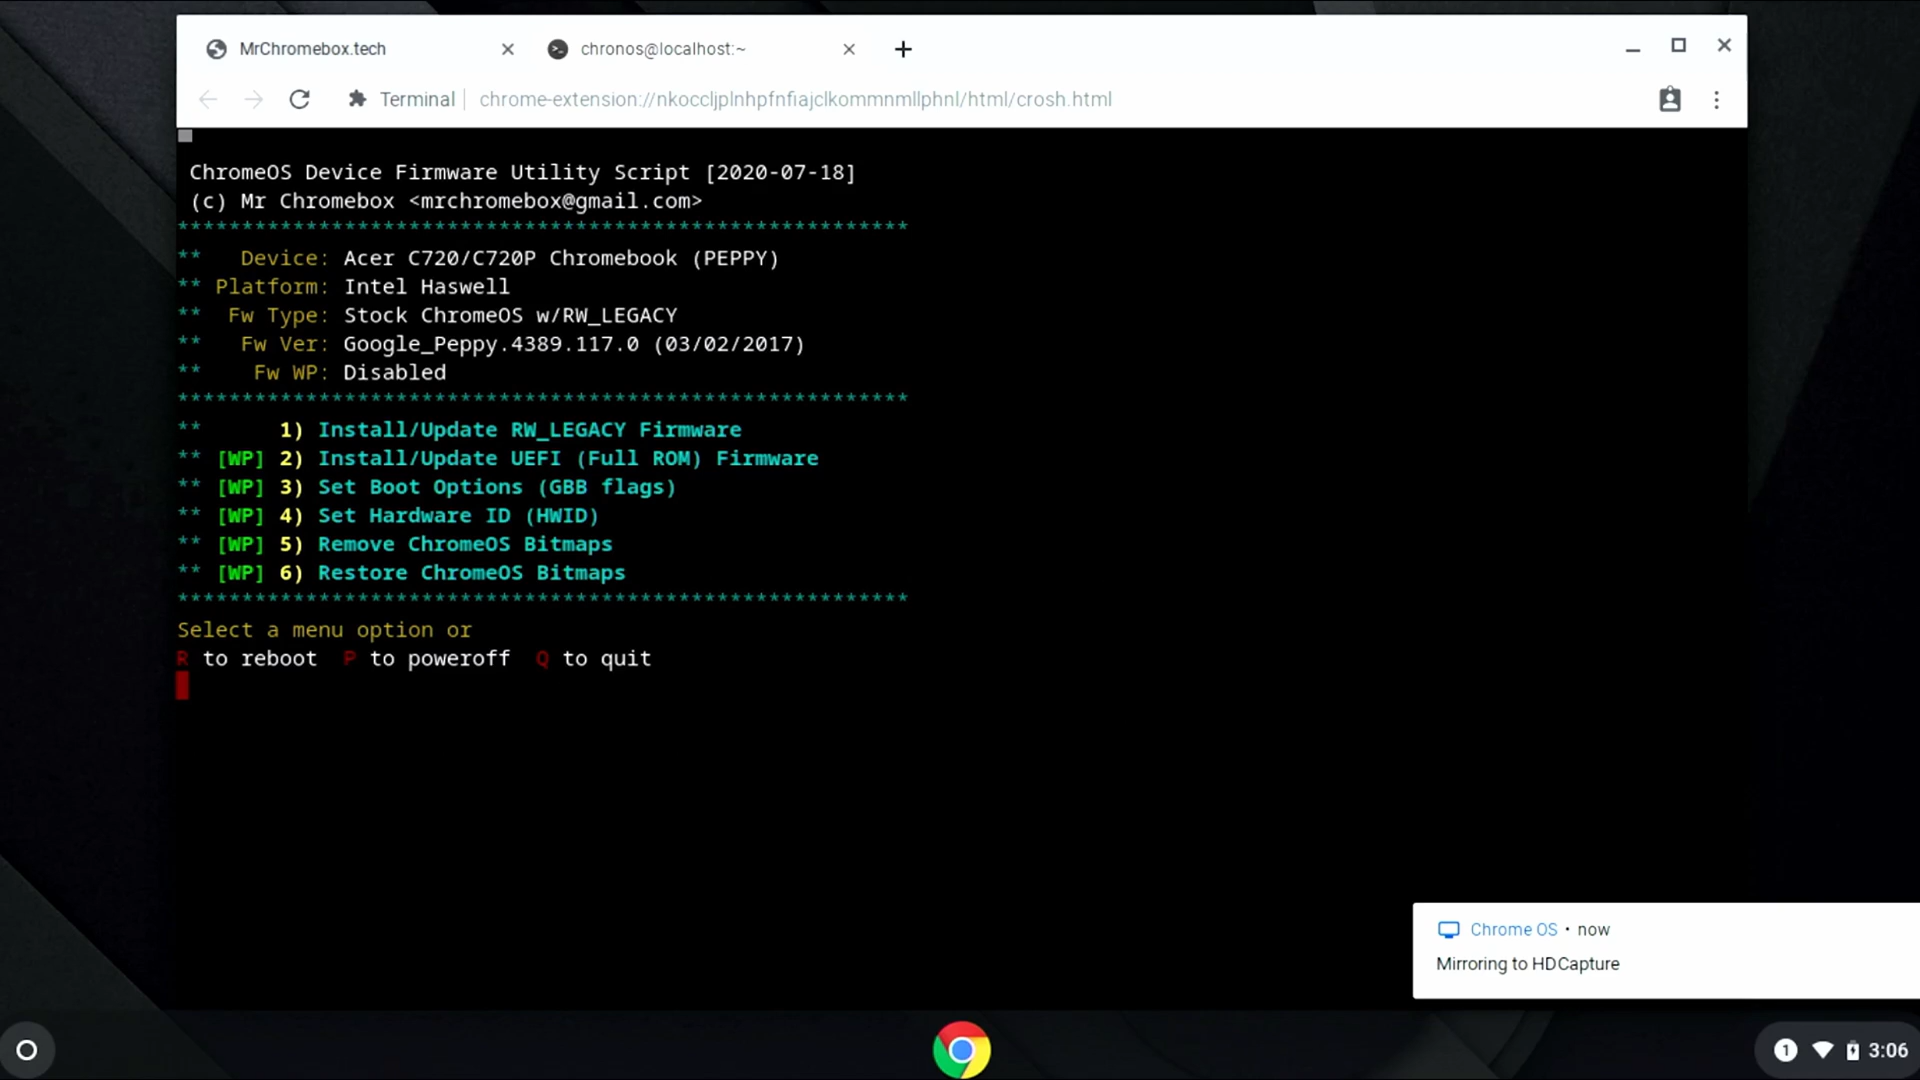 MrChromebox.tech
chronos@localhost:~
Terminal
chrome-extension://nkoccljplnhpfnfiajclkommnmllphnl/html/crosh.html
ChromeOS Device Firmware Utility Script [2020-07-18]
(c) Mr Chromebox <mrchromebox@gmail.com>
*********************************************************
**   Device: Acer C720/C720P Chromebook (PEPPY)
** Platform: Intel Haswell
**  Fw Type: Stock ChromeOS w/RW_LEGACY
**   Fw Ver: Google_Peppy.4389.117.0 (03/02/2017)
**    Fw WP: Disabled
*********************************************************
**      1) Install/Update RW_LEGACY Firmware
** [WP] 2) Install/Update UEFI (Full ROM) Firmware
** [WP] 3) Set Boot Options (GBB flags)
** [WP] 4) Set Hardware ID (HWID)
** [WP] 5) Remove ChromeOS Bitmaps
** [WP] 6) Restore ChromeOS Bitmaps
*********************************************************
Select a menu option or
R to reboot  P to poweroff  Q to quit
Chrome OS • now
Mirroring to HDCapture
1
3:06